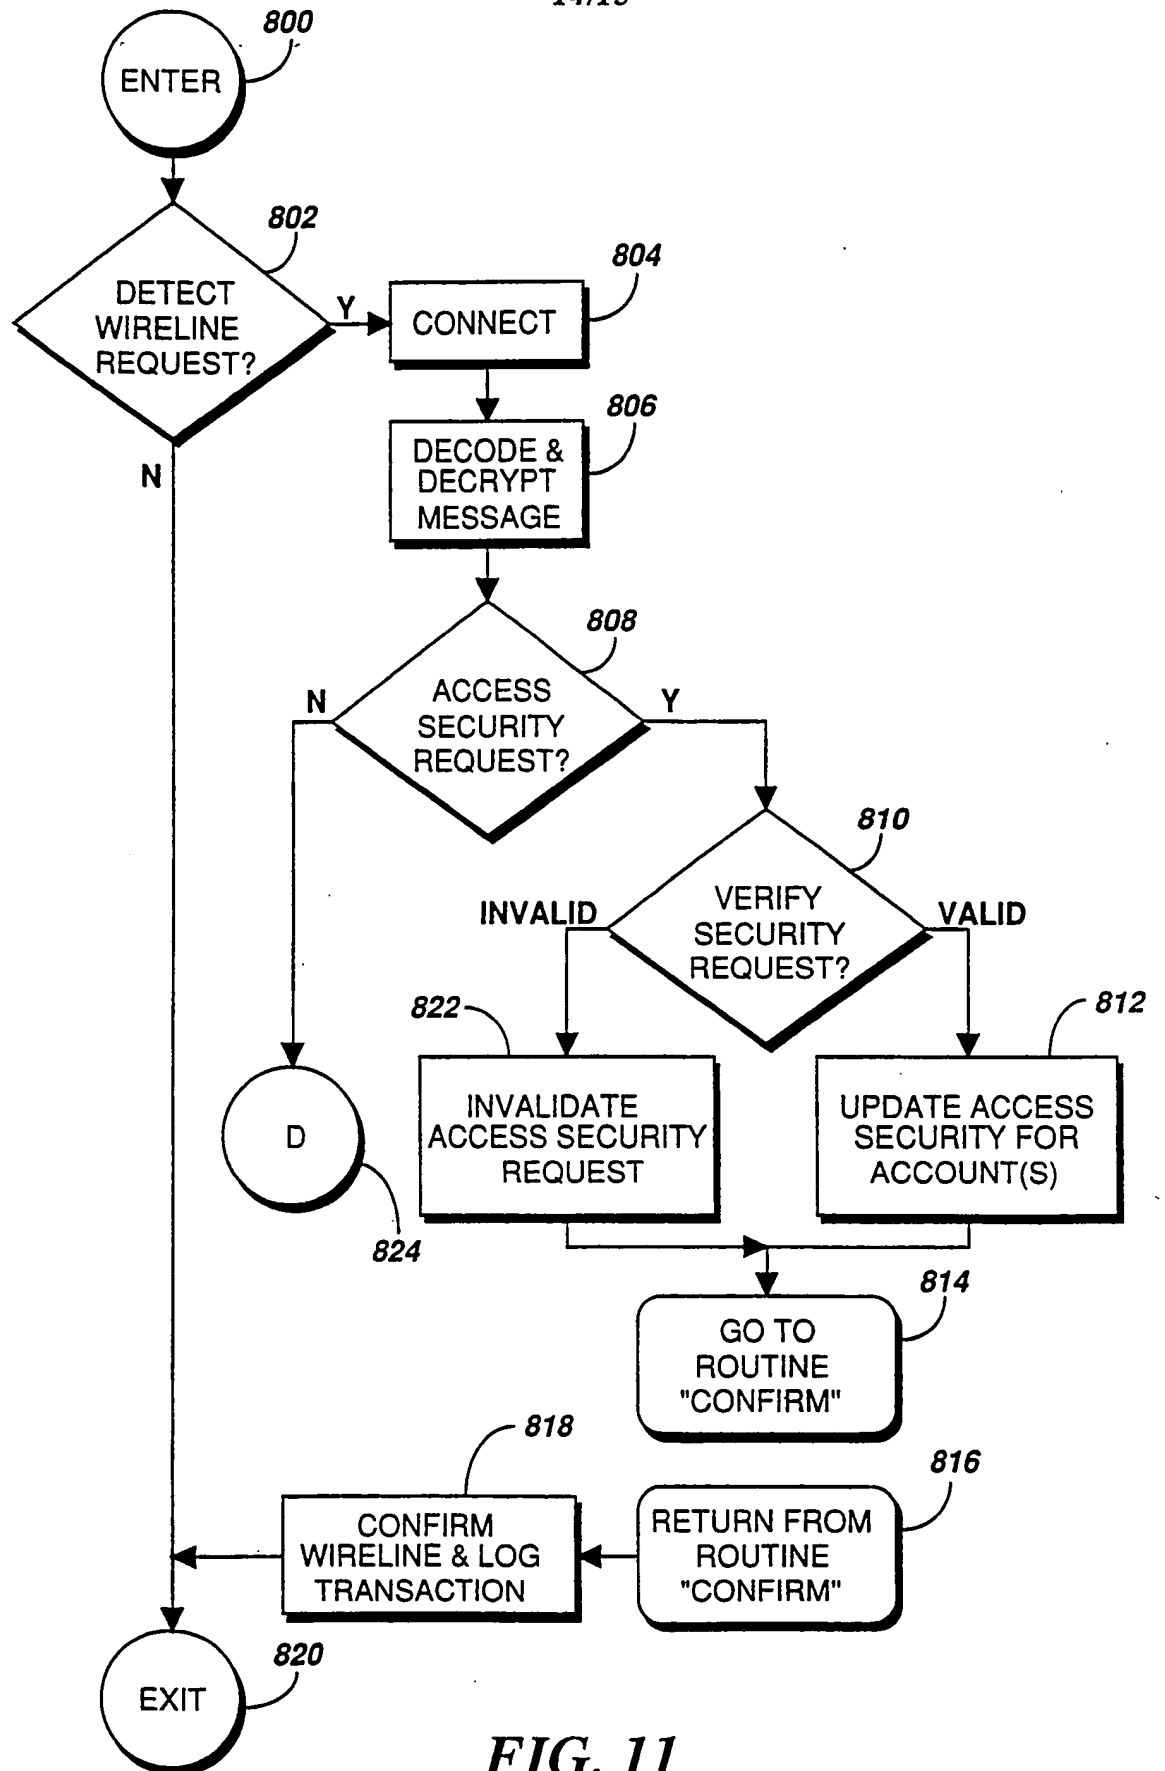 14/15
800
ENTER
802
DETECT
WIRELINE
REQUEST?
Y
N
804
CONNECT
806
DECODE &
DECRYPT
MESSAGE
808
ACCESS
SECURITY
REQUEST?
N
Y
810
VERIFY
SECURITY
REQUEST?
INVALID
VALID
822
INVALIDATE
ACCESS SECURITY
REQUEST
812
UPDATE ACCESS
SECURITY FOR
ACCOUNT(S)
D
824
814
GO TO
ROUTINE
"CONFIRM"
816
RETURN FROM
ROUTINE
"CONFIRM"
818
CONFIRM
WIRELINE & LOG
TRANSACTION
820
EXIT
FIG. 11